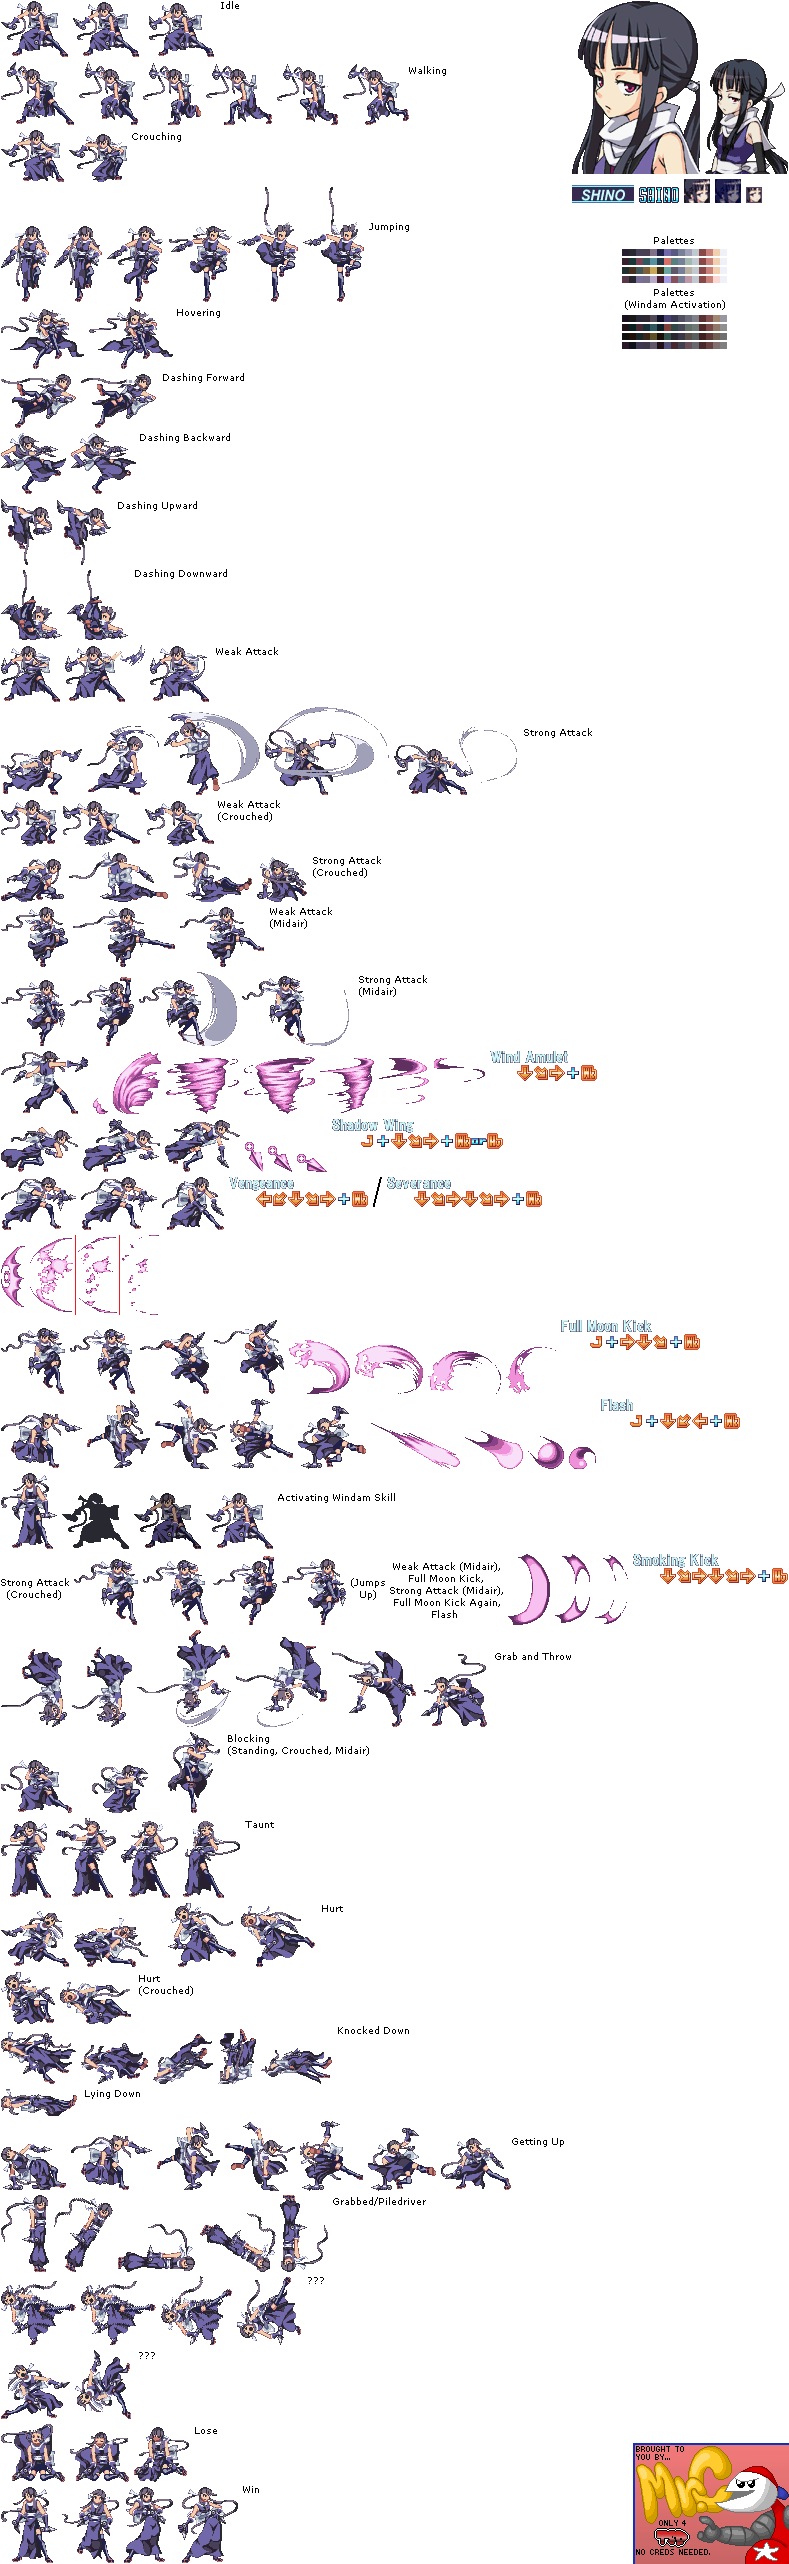 Idle
Walking
Crouching
SHINO
SHINO
Jumping
Palettes
Palettes
(Windam Activation)
Hovering
Dashing Forward
Dashing Backward
Dashing Upward
Dashing Downward
Weak Attack
Strong Attack
Weak Attack
(Crouched)
Strong Attack
(Crouched)
Weak Attack
(Midair)
Strong Attack
(Midair)
Wind Amulet
Shadow Wing
J + + or
Vengeance / Severance
Full Moon Kick
J + +
Flash
J + +
Activating Windam Skill
Strong Attack
(Crouched)
(Jumps
Up)
Weak Attack (Midair),
Full Moon Kick,
Strong Attack (Midair),
Full Moon Kick Again,
Flash
Smoking Kick
Grab and Throw
Blocking
(Standing, Crouched, Midair)
Taunt
Hurt
Hurt
(Crouched)
Knocked Down
Lying Down
Getting Up
Grabbed/Piledriver
???
???
Lose
Win
BROUGHT TO
YOU BY...
Mr. C
ONLY 4
NO CREDS NEEDED.